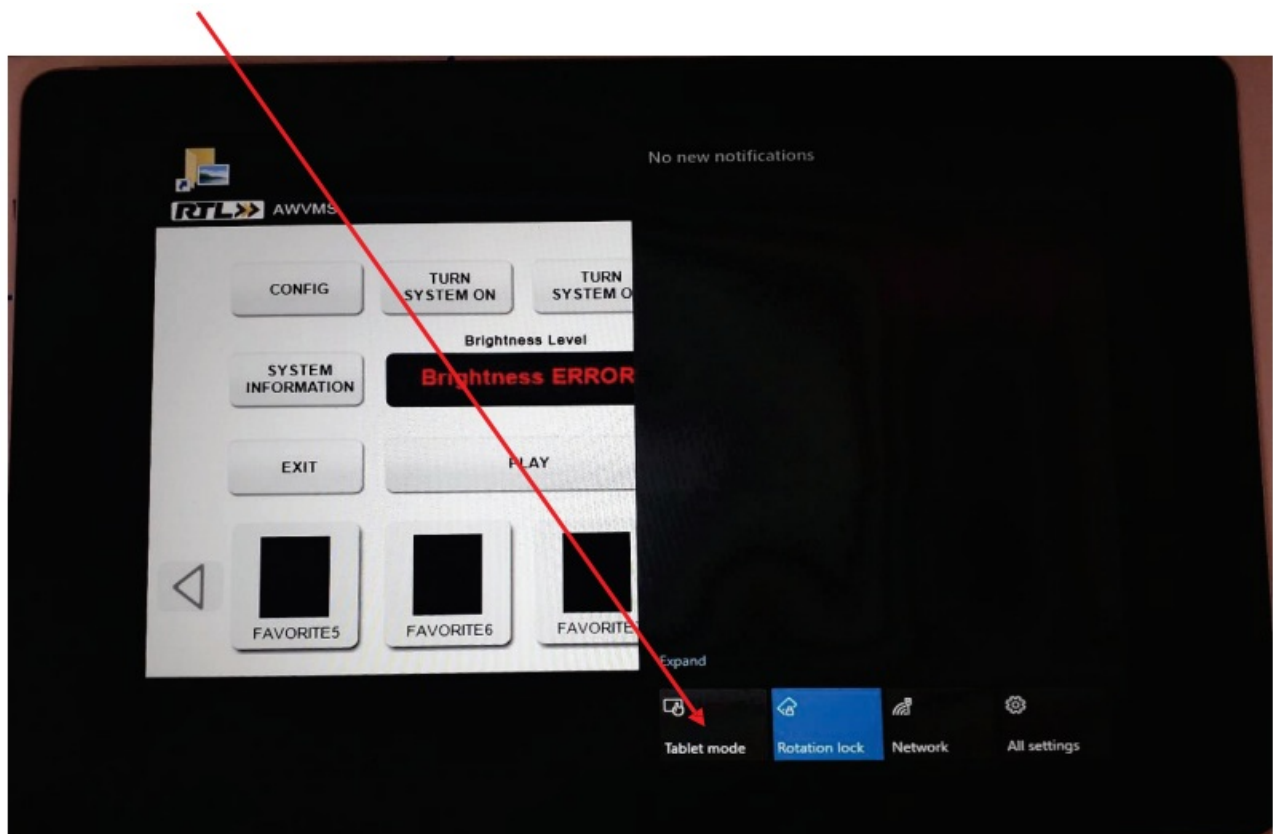 No new notifications
RTL AWVMS
CONFIG
TURN
SYSTEM ON
TURN
SYSTEM O
Brightness Level
SYSTEM
INFORMATION
Brightness ERROR
EXIT
PLAY
FAVORITE5
FAVORITE6
FAVORITE
Expand
Tablet mode
Rotation lock
Network
All settings